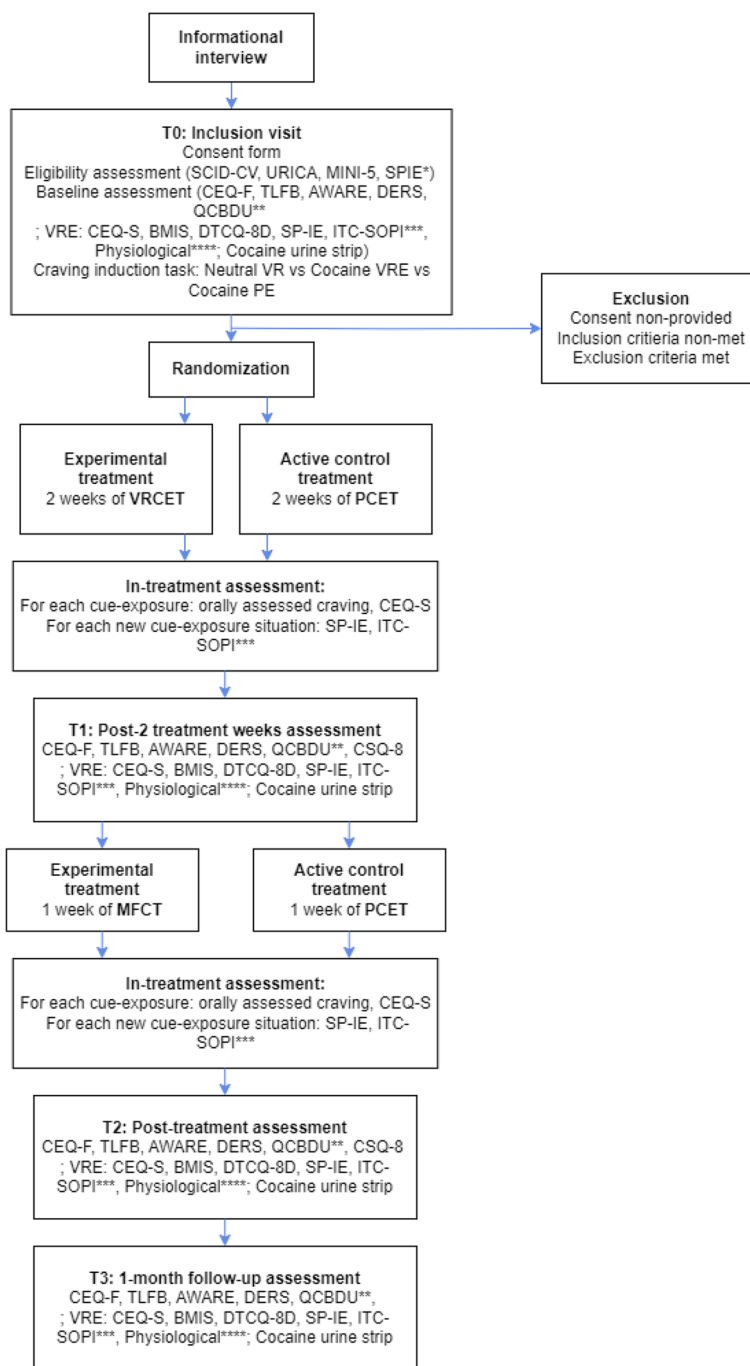 Informational
interview
T0: Inclusion visit
Consent form
Eligibility assessment (SCID-CV, URICA, MINI-5, SPIE*)
Baseline assessment (CEQ-F, TLFB, AWARE, DERS,
QCBDU**
; VRE: CEQ-S, BMIS, DTCQ-8D, SP-IE, ITC-SOPI***,
Physiological****; Cocaine urine strip)
Craving induction task: Neutral VR vs Cocaine VRE vs
Cocaine PE
Exclusion
Consent non-provided
Inclusion critieria non-met
Exclusion criteria met
Randomization
Experimental
treatment
2 weeks of VRCET
Active control
treatment
2 weeks of PCET
In-treatment assessment:
For each cue-exposure: orally assessed craving, CEQ-S
For each new cue-exposure situation: SP-IE, ITC-
SOPI***
T1: Post-2 treatment weeks assessment
CEQ-F, TLFB, AWARE, DERS, QCBDU**, CSQ-8
; VRE: CEQ-S, BMIS, DTCQ-8D, SP-IE, ITC-
SOPI***, Physiological****; Cocaine urine strip
Experimental
treatment
1 week of MFCT
Active control
treatment
1 week of PCET
In-treatment assessment:
For each cue-exposure: orally assessed craving, CEQ-S
For each new cue-exposure situation: SP-IE, ITC-
SOPI***
T2: Post-treatment assessment
CEQ-F, TLFB, AWARE, DERS, QCBDU**, CSQ-8
; VRE: CEQ-S, BMIS, DTCQ-8D, SP-IE, ITC-
SOPI***, Physiological****; Cocaine urine strip
T3: 1-month follow-up assessment
CEQ-F, TLFB, AWARE, DERS, QCBDU**,
; VRE: CEQ-S, BMIS, DTCQ-8D, SP-IE, ITC-
SOPI***, Physiological****; Cocaine urine strip